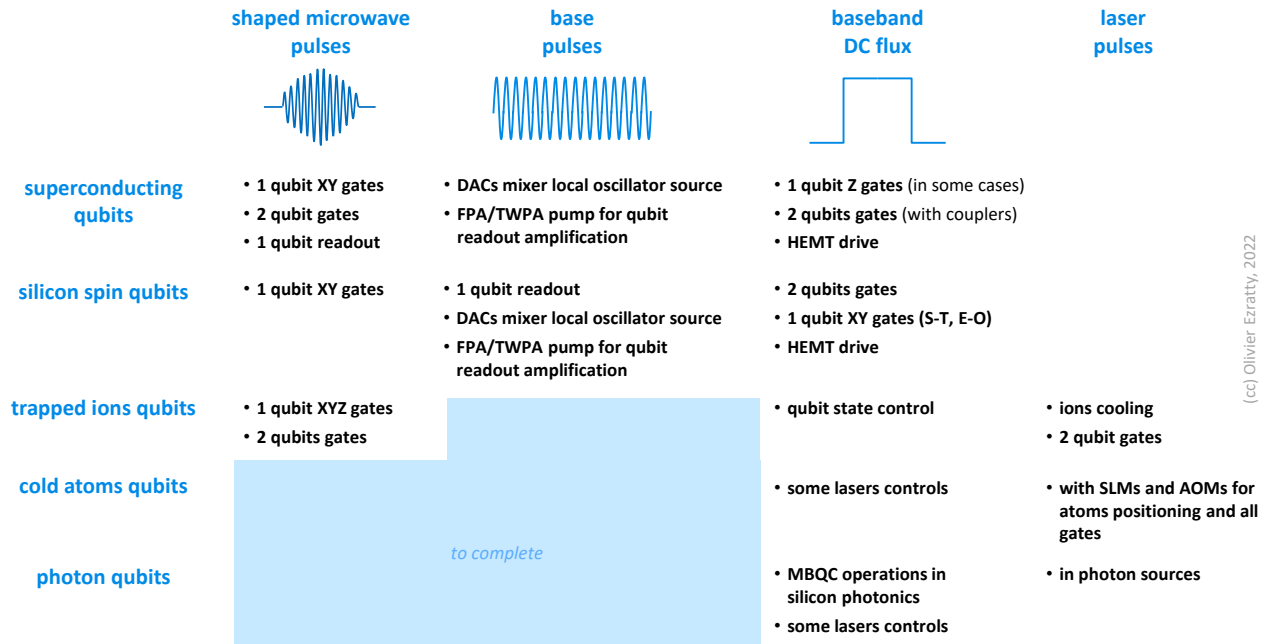 shaped microwave
pulses
base
pulses
baseband
DC flux
laser
pulses
superconducting
qubits
• 1 qubit XY gates
• 2 qubit gates
• 1 qubit readout
• DACs mixer local oscillator source
• FPA/TWPA pump for qubit
readout amplification
• 1 qubit Z gates (in some cases)
• 2 qubits gates (with couplers)
• HEMT drive
silicon spin qubits
• 1 qubit XY gates
• 1 qubit readout
• DACs mixer local oscillator source
• FPA/TWPA pump for qubit
readout amplification
• 2 qubits gates
• 1 qubit XY gates (S-T, E-O)
• HEMT drive
trapped ions qubits
• 1 qubit XYZ gates
• 2 qubits gates
• qubit state control
• ions cooling
• 2 qubit gates
cold atoms qubits
• some lasers controls
• with SLMs and AOMs for
atoms positioning and all
gates
to complete
photon qubits
• MBQC operations in
silicon photonics
• some lasers controls
• in photon sources
(cc) Olivier Ezratty, 2022